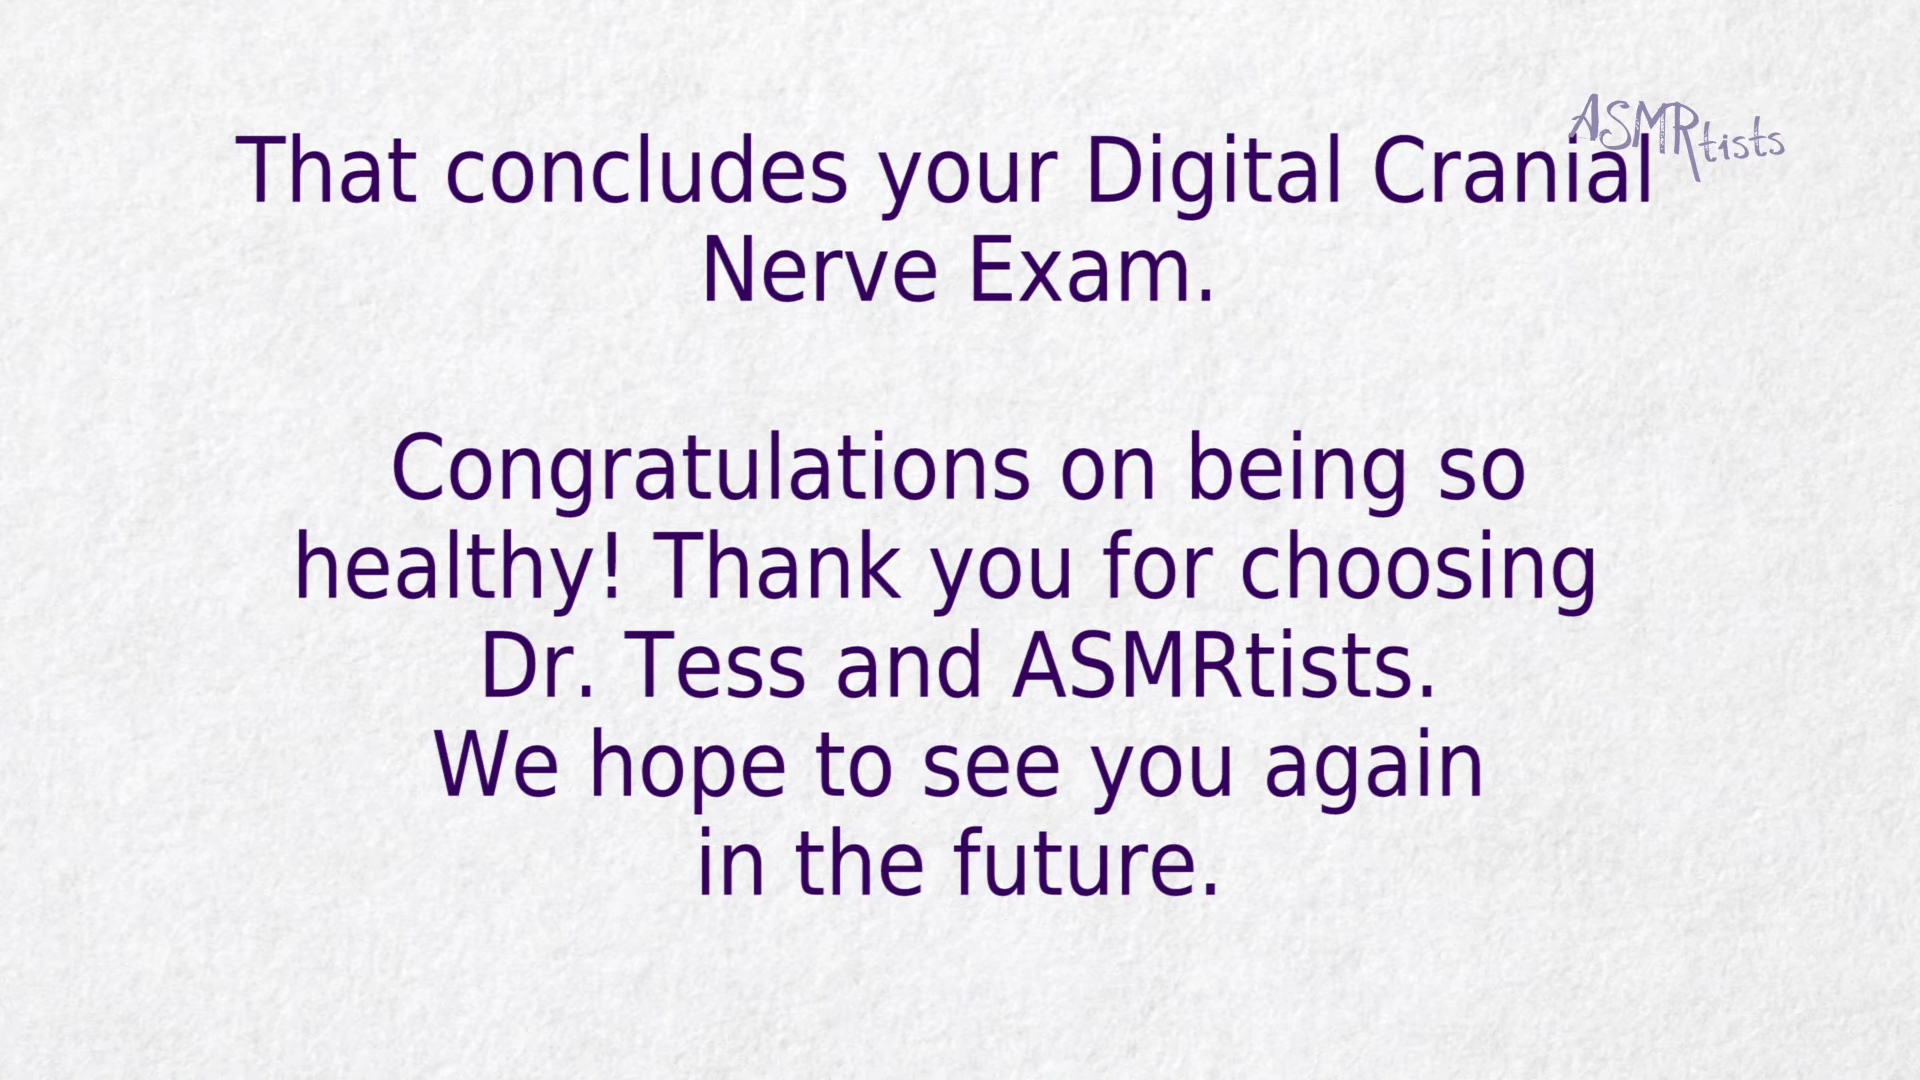 ASMRtists
That concludes your Digital Cranial
Nerve Exam.
Congratulations on being so
healthy! Thank you for choosing
Dr. Tess and ASMRtists.
We hope to see you again
in the future.